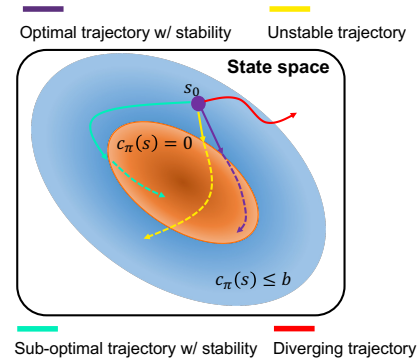 Optimal trajectory w/ stability
Unstable trajectory
State space
s₀
cπ(s) = 0
cπ(s) ≤ b
Sub-optimal trajectory w/ stability
Diverging trajectory